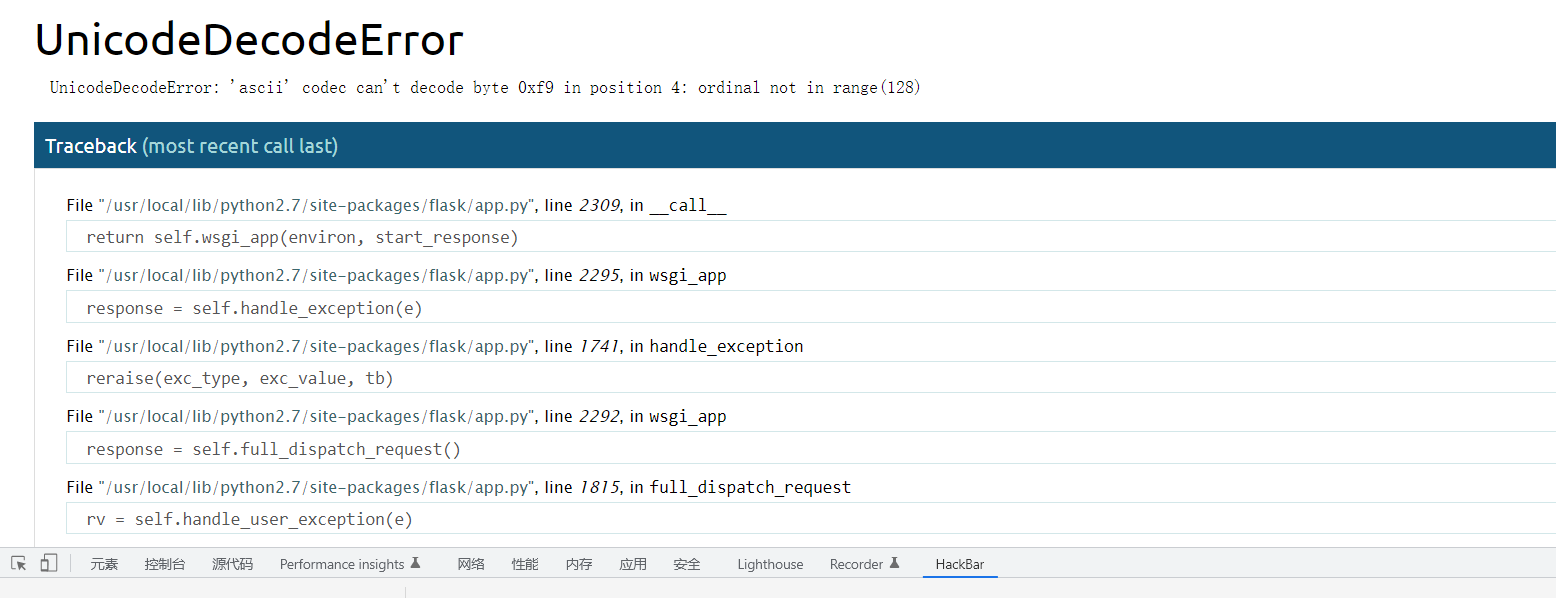 UnicodeDecodeError
UnicodeDecodeError: 'ascii' codec can't decode byte 0xf9 in position 4: ordinal not in range(128)
Traceback (most recent call last)
File "/usr/local/lib/python2.7/site-packages/flask/app.py", line 2309, in __call__
return self.wsgi_app(environ, start_response)
File "/usr/local/lib/python2.7/site-packages/flask/app.py", line 2295, in wsgi_app
response = self.handle_exception(e)
File "/usr/local/lib/python2.7/site-packages/flask/app.py", line 1741, in handle_exception
reraise(exc_type, exc_value, tb)
File "/usr/local/lib/python2.7/site-packages/flask/app.py", line 2292, in wsgi_app
response = self.full_dispatch_request()
File "/usr/local/lib/python2.7/site-packages/flask/app.py", line 1815, in full_dispatch_request
rv = self.handle_user_exception(e)
元素 控制台 源代码 Performance insights 网络 性能 内存 应用 安全 Lighthouse Recorder HackBar